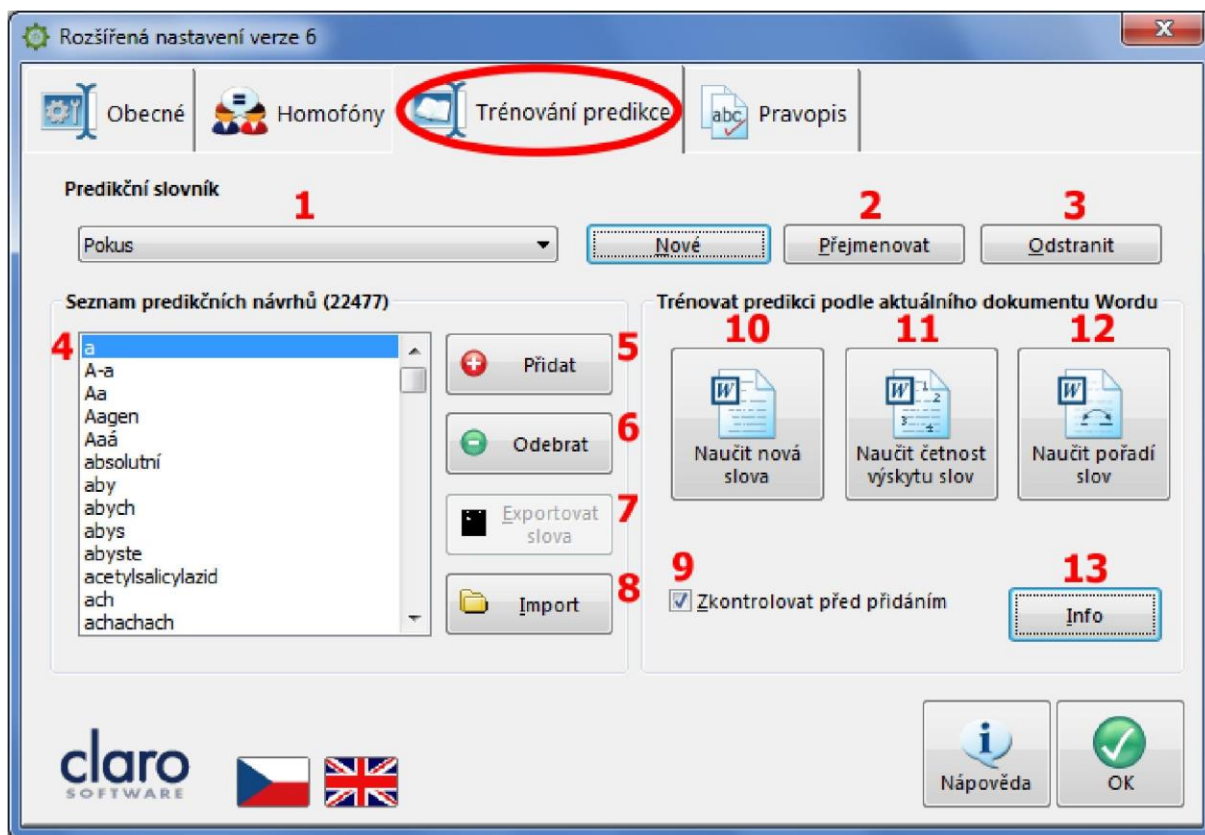 Rozšířená nastavení verze 6
X
Obecné
Homofóny
Trénování predikce
abc
Pravopis
Predikční slovník
1
2
3
Pokus
Nové
Přejmenovat
Odstranit
Seznam predikčních návrhů (22477)
4
a
A-a
Aa
Aagen
Aaá
absolutní
aby
abych
abys
abyste
acetylsalicylazid
ach
achachach
Přidat
5
Odebrat
6
Exportovat
slova
7
Import
8
Trénovat predikci podle aktuálního dokumentu Wordu
10
11
12
W
W
W
Naučit nová
slova
Naučit četnost
výskytu slov
Naučit pořadí
slov
9
Zkontrolovat před přidáním
13
Info
claro
SOFTWARE
i
Nápověda
OK